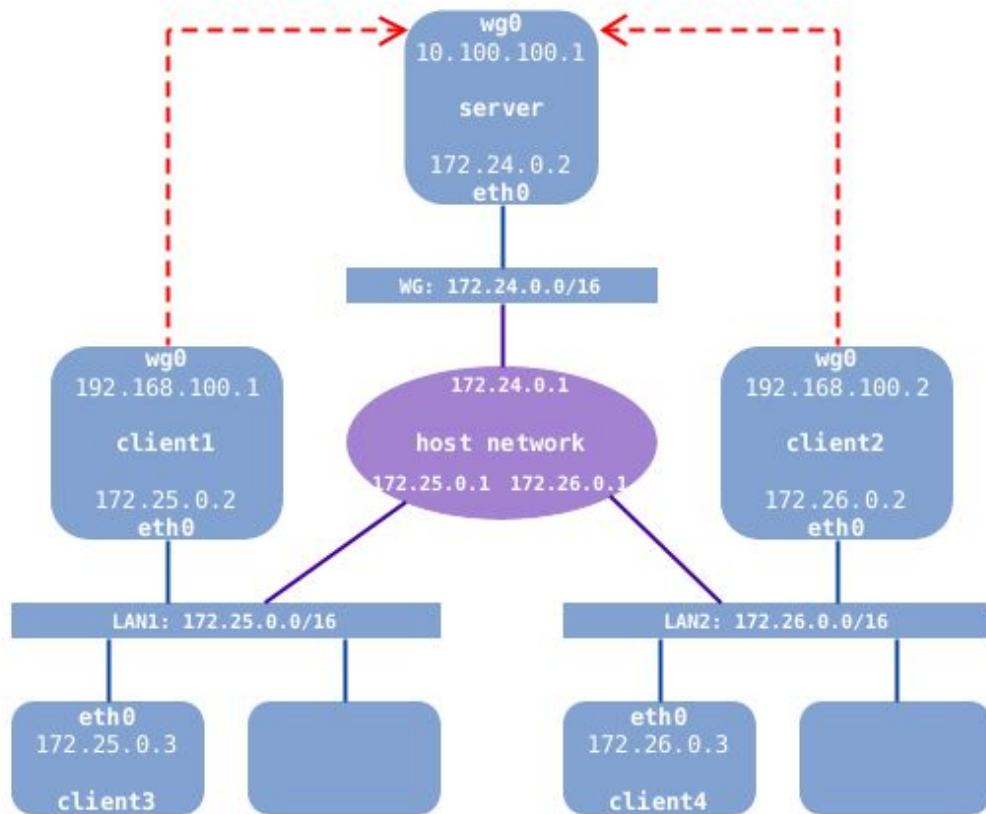 wg0
10.100.100.1
server
172.24.0.2
eth0
WG: 172.24.0.0/16
wg0
192.168.100.1
client1
172.25.0.2
eth0
172.24.0.1
host network
172.25.0.1 172.26.0.1
wg0
192.168.100.2
client2
172.26.0.2
eth0
LAN1: 172.25.0.0/16
LAN2: 172.26.0.0/16
eth0
172.25.0.3
client3
eth0
172.26.0.3
client4